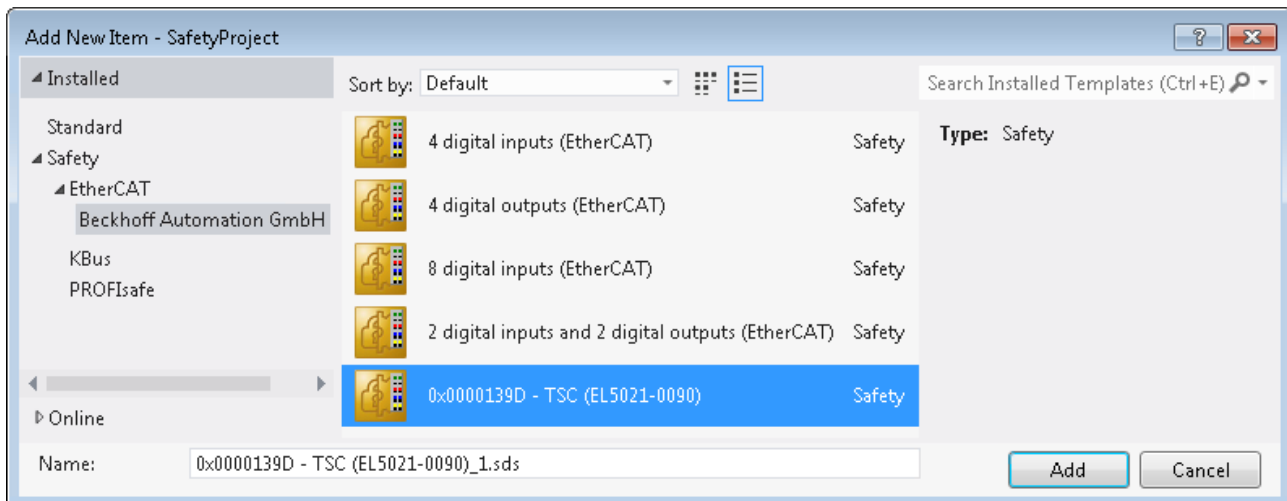 Add New Item - SafetyProject
Installed
Standard
Safety
EtherCAT
Beckhoff Automation GmbH
KBus
PROFIsafe
Online
Sort by: Default
4 digital inputs (EtherCAT) Safety
4 digital outputs (EtherCAT) Safety
8 digital inputs (EtherCAT) Safety
2 digital inputs and 2 digital outputs (EtherCAT) Safety
0x0000139D - TSC (EL5021-0090) Safety
Search Installed Templates (Ctrl+E)
Type: Safety
Name: 0x0000139D - TSC (EL5021-0090)_1.sds
Add Cancel